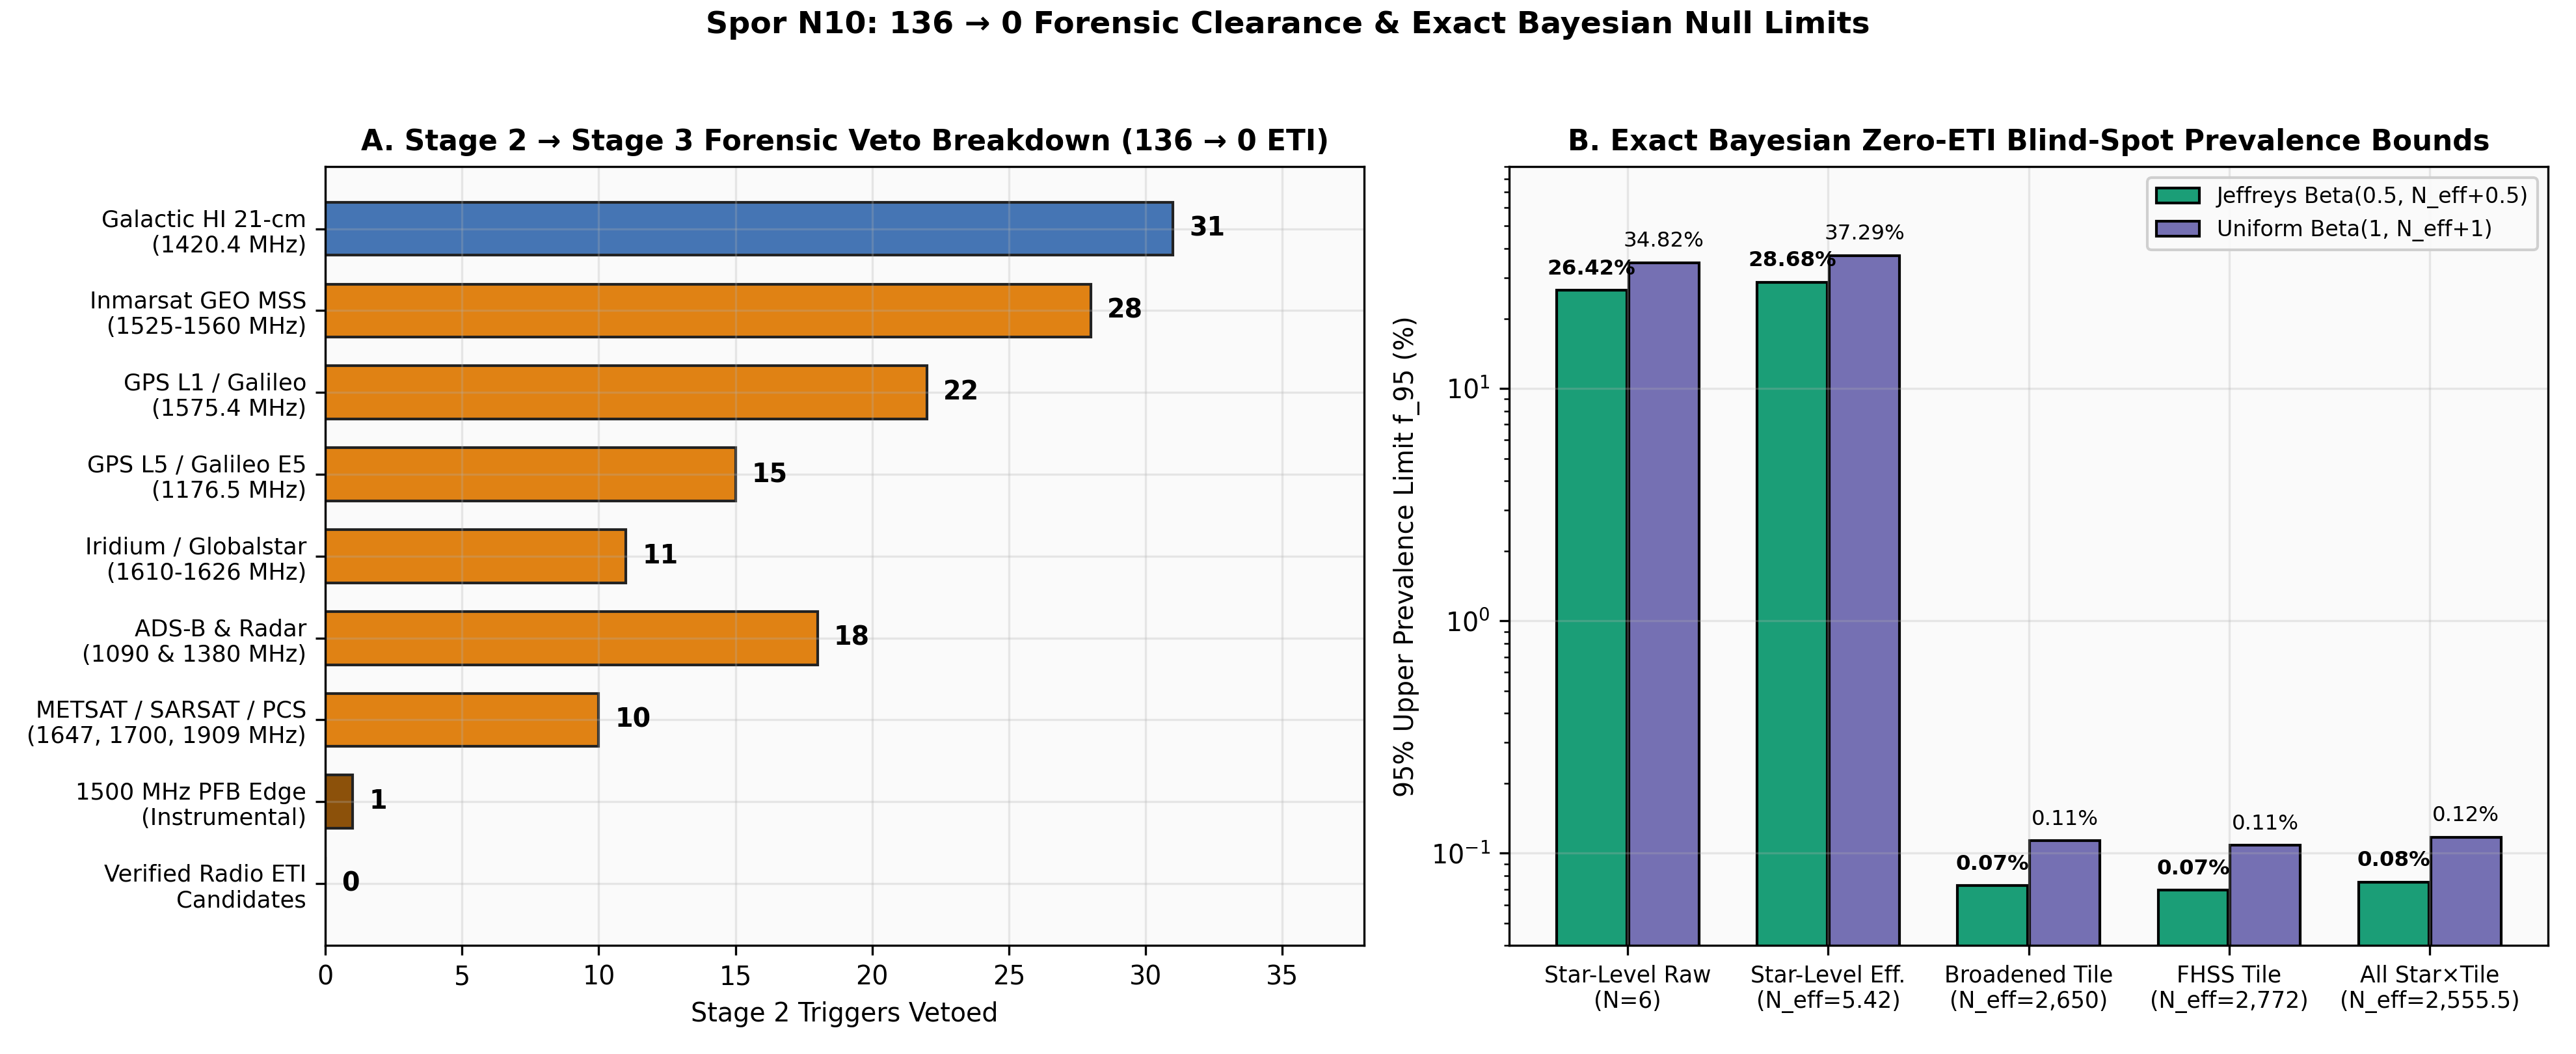 Spor N10: 136 → 0 Forensic Clearance & Exact Bayesian Null Limits
A. Stage 2 → Stage 3 Forensic Veto Breakdown (136 → 0 ETI)
Galactic HI 21-cm
(1420.4 MHz)
31
Inmarsat GEO MSS
(1525-1560 MHz)
28
GPS L1 / Galileo
(1575.4 MHz)
22
GPS L5 / Galileo E5
(1176.5 MHz)
15
Iridium / Globalstar
(1610-1626 MHz)
11
ADS-B & Radar
(1090 & 1380 MHz)
18
METSAT / SARSAT / PCS
(1647, 1700, 1909 MHz)
10
1500 MHz PFB Edge
(Instrumental)
1
Verified Radio ETI
Candidates
0
0 5 10 15 20 25 30 35
Stage 2 Triggers Vetoed
B. Exact Bayesian Zero-ETI Blind-Spot Prevalence Bounds
Jeffreys Beta(0.5, N_eff+0.5)
Uniform Beta(1, N_eff+1)
95% Upper Prevalence Limit f_95 (%)
10¹
10⁰
10⁻¹
26.42%
34.82%
28.68%
37.29%
0.07%
0.11%
0.07%
0.11%
0.08%
0.12%
Star-Level Raw
(N=6)
Star-Level Eff.
(N_eff=5.42)
Broadened Tile
(N_eff=2,650)
FHSS Tile
(N_eff=2,772)
All Star×Tile
(N_eff=2,555.5)